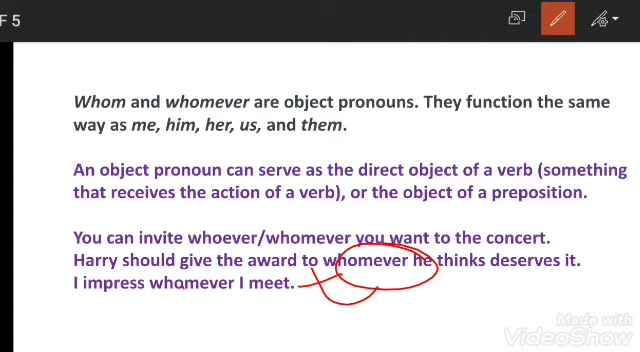 F 5
Whom and whomever are object pronouns. They function the same
way as me, him, her, us, and them.
An object pronoun can serve as the direct object of a verb (something
that receives the action of a verb), or the object of a preposition.
You can invite whoever/whomever you want to the concert.
Harry should give the award to whomever he thinks deserves it.
I impress whomever I meet.
Made with
VideoShow